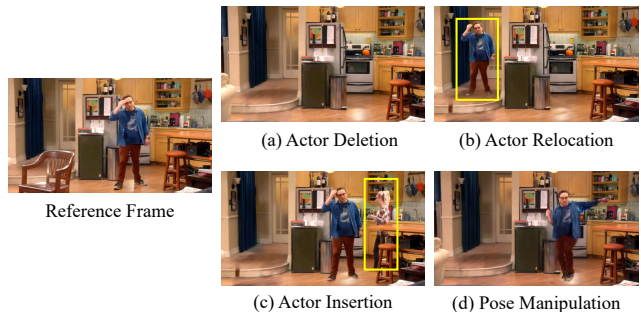 (a) Actor Deletion
(b) Actor Relocation
Reference Frame
(c) Actor Insertion
(d) Pose Manipulation